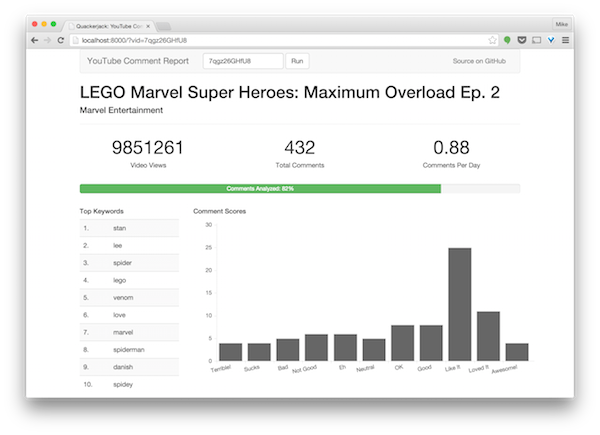 Quackerjack: YouTube Com
Mike
localhost:8000/?vid=7qgz26GHfU8
YouTube Comment Report
7qgz26GHfU8
Run
Source on GitHub
LEGO Marvel Super Heroes: Maximum Overload Ep. 2
Marvel Entertainment
9851261
432
0.88
Video Views
Total Comments
Comments Per Day
Comments Analyzed: 82%
Top Keywords
1. stan
2. lee
3. spider
4. lego
5. venom
6. love
7. marvel
8. spiderman
9. danish
10. spidey
Comment Scores
30
25
20
15
10
5
0
Terrible! Sucks Bad Not Good Eh Neutral OK Good Like It Loved It Awesome!